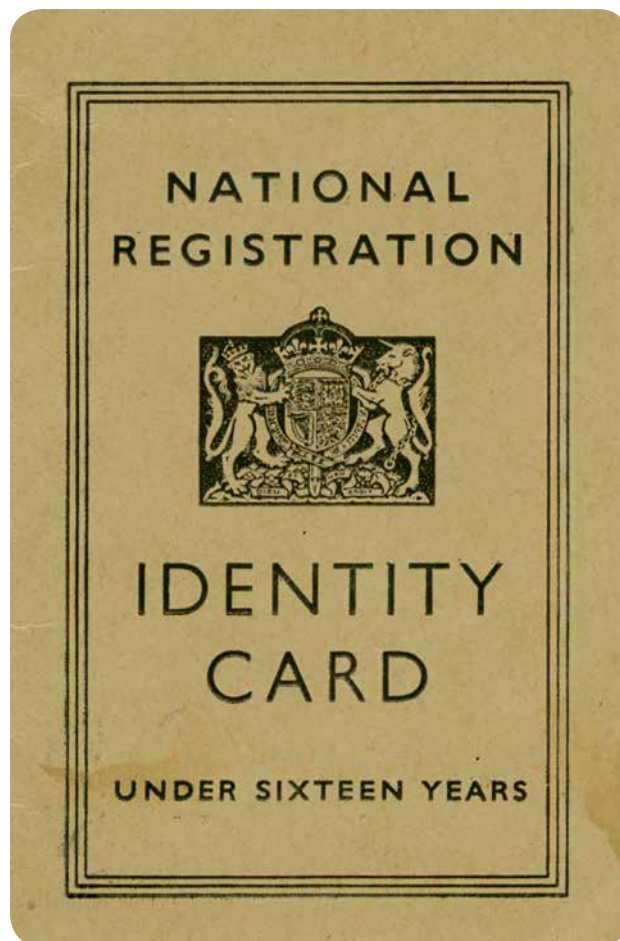 NATIONAL
REGISTRATION
IDENTITY
CARD
UNDER SIXTEEN YEARS